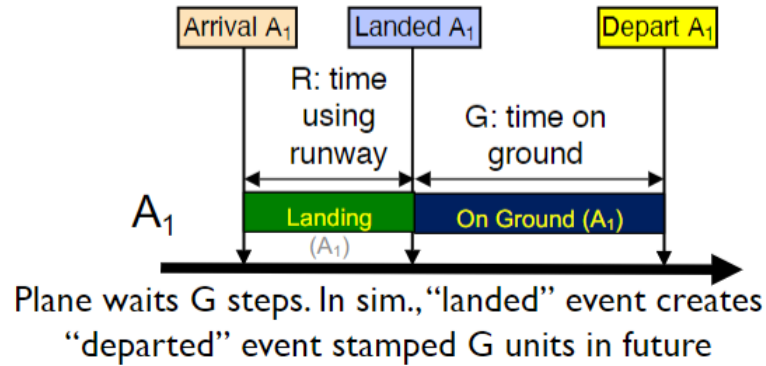 Arrival A₁
Landed A₁
Depart A₁
R: time
using
runway
G: time on
ground
A₁
Landing
(A₁)
On Ground (A₁)
Plane waits G steps. In sim., “landed” event creates
“departed” event stamped G units in future